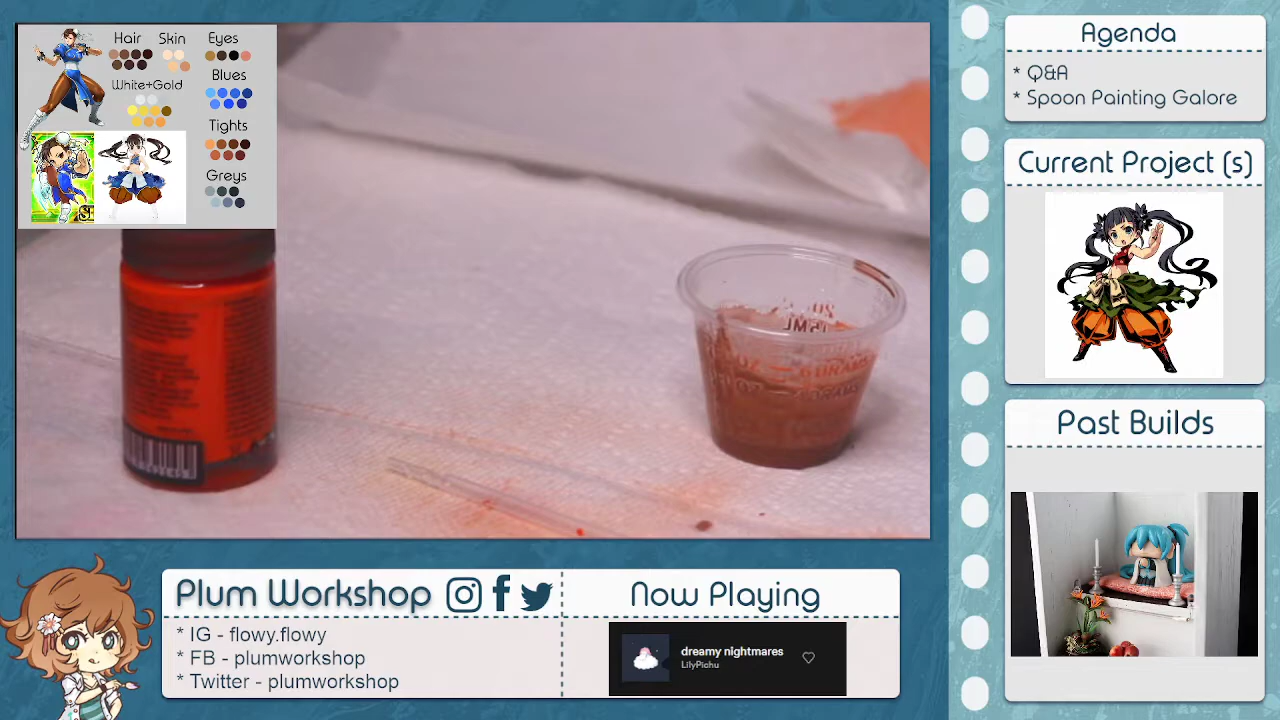 Hair
Skin
Eyes
White+Gold
Blues
Tights
Greys
Agenda
* Q&A
* Spoon Painting Galore
Current Project (s)
Past Builds
Plum Workshop
* IG - flowy.flowy
* FB - plumworkshop
* Twitter - plumworkshop
Now Playing
dreamy nightmares
LilyPichu